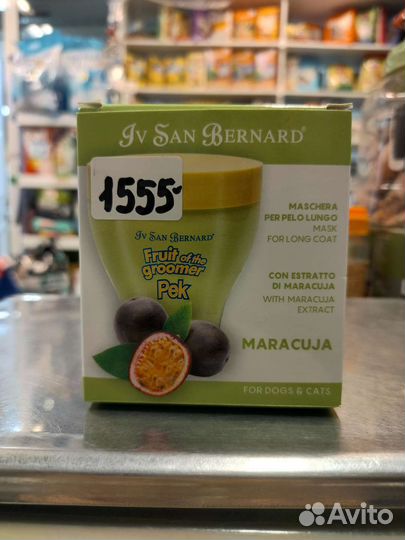 IV SAN BERNARD®
1555-
IV SAN BERNARD®
Fruit of the
groomer
Pek
MASCHERA
PER PELO LUNGO
MASK
FOR LONG COAT
CON ESTRATTO
DI MARACUJA
WITH MARACUJA
EXTRACT
MARACUJA
FOR DOGS & CATS
Avito